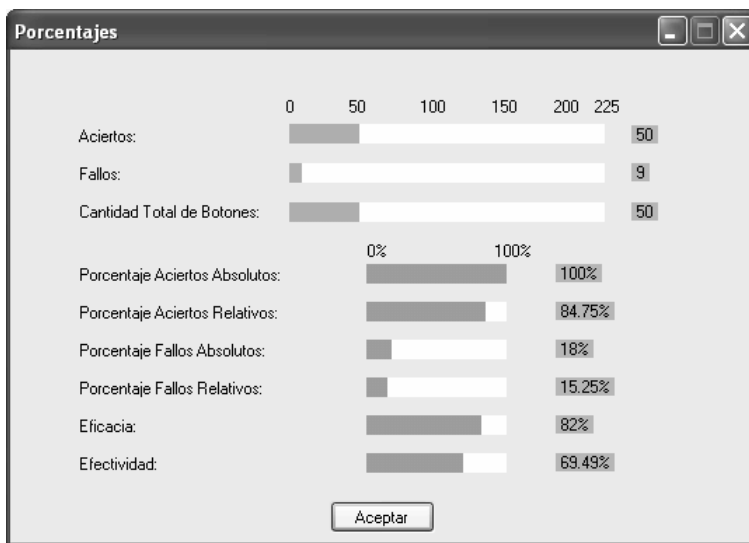 Porcentajes
0 50 100 150 200 225
Aciertos: 50
Fallos: 9
Cantidad Total de Botones: 50
0% 100%
Porcentaje Aciertos Absolutos: 100%
Porcentaje Aciertos Relativos: 84.75%
Porcentaje Fallos Absolutos: 18%
Porcentaje Fallos Relativos: 15.25%
Eficacia: 82%
Efectividad: 69.49%
Aceptar